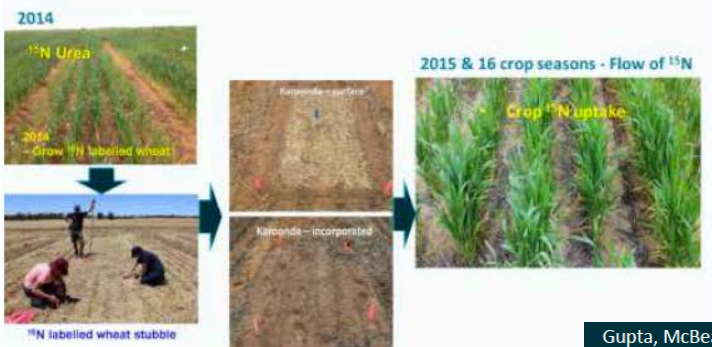 2014
¹⁵N Urea
2014
– Grow ¹⁵N labelled wheat
¹⁵N labelled wheat stubble
Karoonda – surface
Karoonda – incorporated
2015 & 16 crop seasons - Flow of ¹⁵N
Crop ¹⁵N uptake
Gupta, McBea